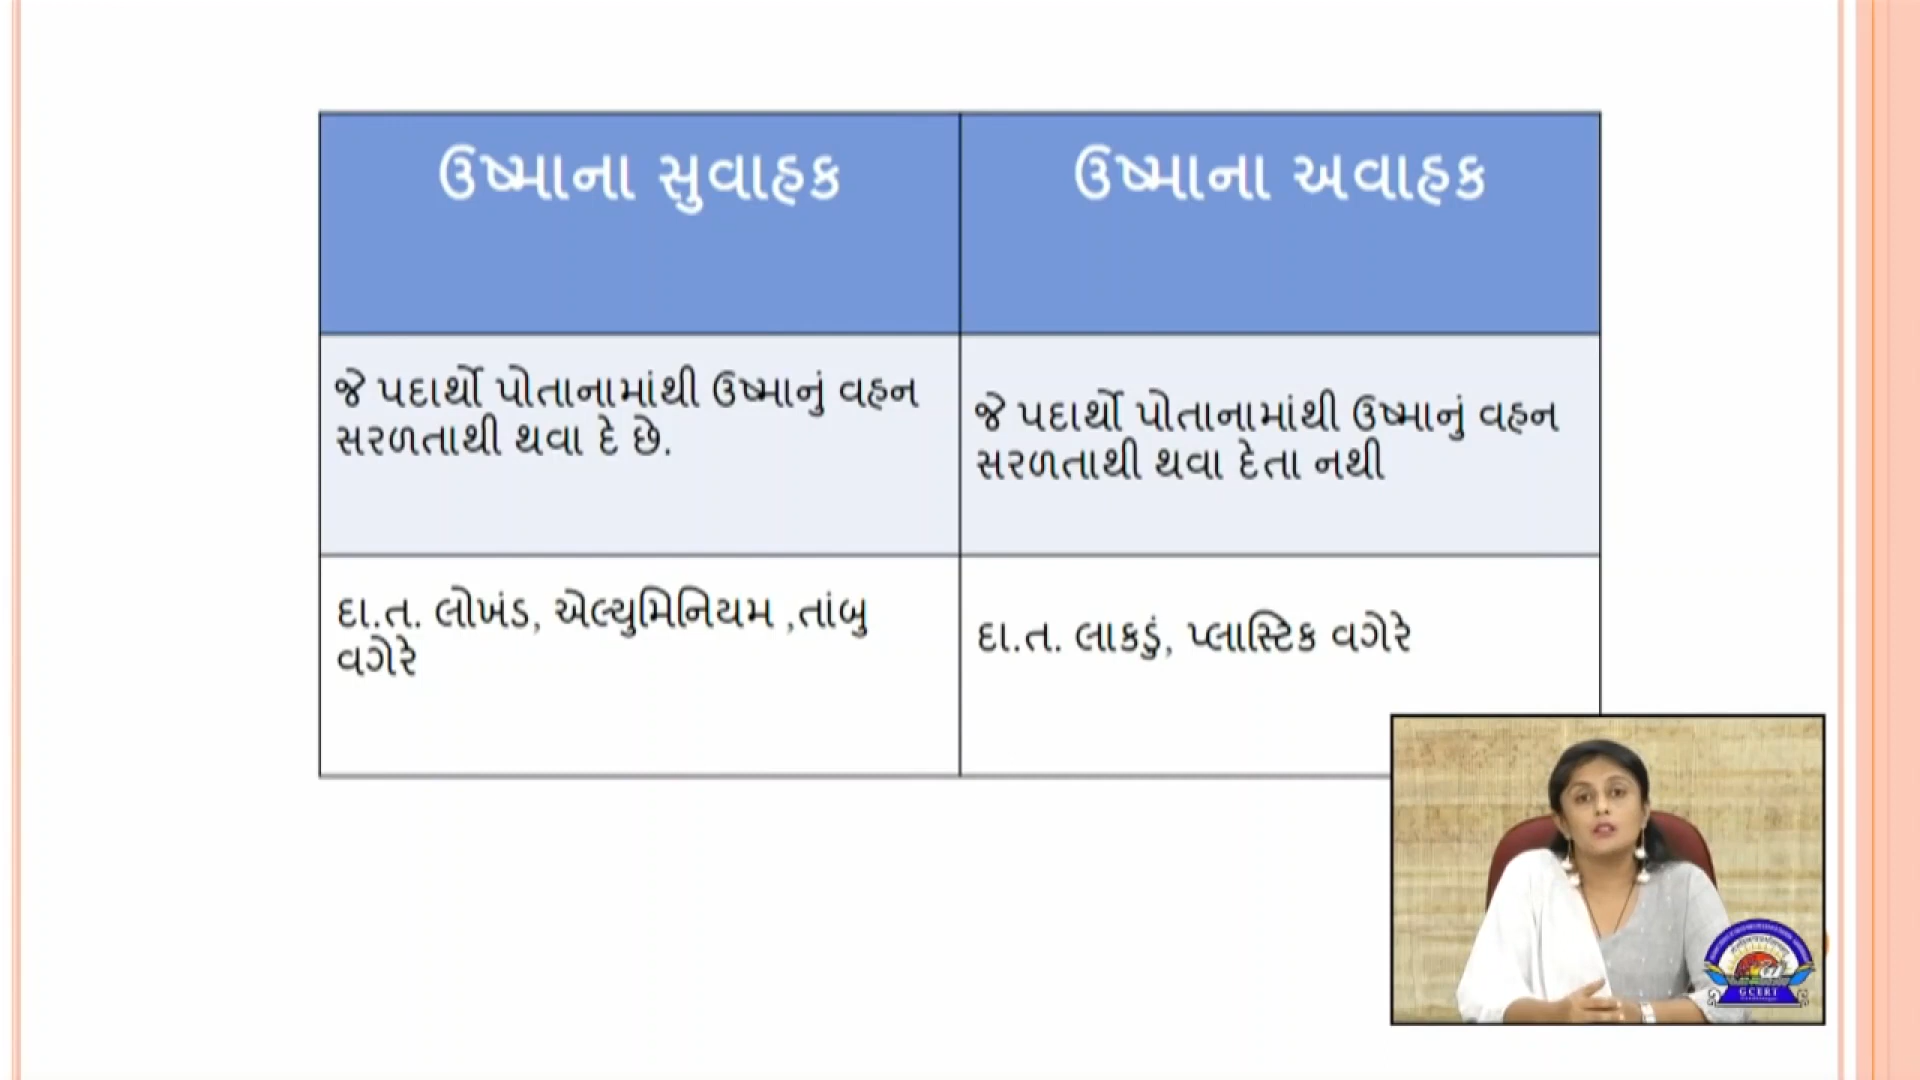 ઉષ્માના સુવાહક
ઉષ્માના અવાહક
જે પદાર્થો પોતાનામાંથી ઉષ્માનું વહન
સરળતાથી થવા દે છે.
જે પદાર્થો પોતાનામાંથી ઉષ્માનું વહન
સરળતાથી થવા દેતા નથી
દા.ત. લોખંડ, એલ્યુમિનિયમ ,તાંબુ
વગેરે
દા.ત. લાકડું, પ્લાસ્ટિક વગેરે
GCERT